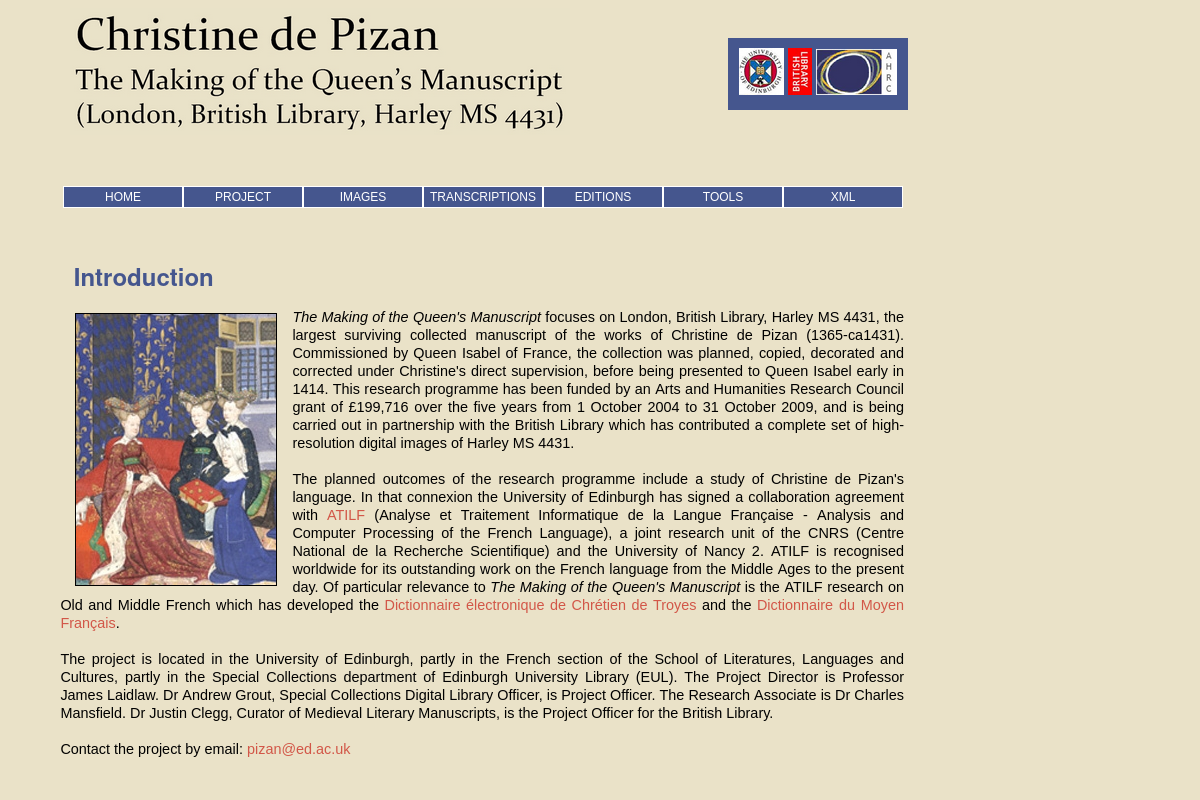 Christine de Pizan
The Making of the Queen’s Manuscript
(London, British Library, Harley MS 4431)
THE UNIVERSITY OF EDINBURGH
BRITISH
LIBRARY
AHRC
HOME
PROJECT
IMAGES
TRANSCRIPTIONS
EDITIONS
TOOLS
XML
Introduction
The Making of the Queen's Manuscript focuses on London, British Library, Harley MS 4431, the
largest surviving collected manuscript of the works of Christine de Pizan (1365-ca1431).
Commissioned by Queen Isabel of France, the collection was planned, copied, decorated and
corrected under Christine's direct supervision, before being presented to Queen Isabel early in
1414. This research programme has been funded by an Arts and Humanities Research Council
grant of £199,716 over the five years from 1 October 2004 to 31 October 2009, and is being
carried out in partnership with the British Library which has contributed a complete set of high-
resolution digital images of Harley MS 4431.
The planned outcomes of the research programme include a study of Christine de Pizan's
language. In that connexion the University of Edinburgh has signed a collaboration agreement
with ATILF (Analyse et Traitement Informatique de la Langue Française - Analysis and
Computer Processing of the French Language), a joint research unit of the CNRS (Centre
National de la Recherche Scientifique) and the University of Nancy 2. ATILF is recognised
worldwide for its outstanding work on the French language from the Middle Ages to the present
day. Of particular relevance to The Making of the Queen's Manuscript is the ATILF research on
Old and Middle French which has developed the Dictionnaire électronique de Chrétien de Troyes and the Dictionnaire du Moyen
Français.
The project is located in the University of Edinburgh, partly in the French section of the School of Literatures, Languages and
Cultures, partly in the Special Collections department of Edinburgh University Library (EUL). The Project Director is Professor
James Laidlaw. Dr Andrew Grout, Special Collections Digital Library Officer, is Project Officer. The Research Associate is Dr Charles
Mansfield. Dr Justin Clegg, Curator of Medieval Literary Manuscripts, is the Project Officer for the British Library.
Contact the project by email: pizan@ed.ac.uk